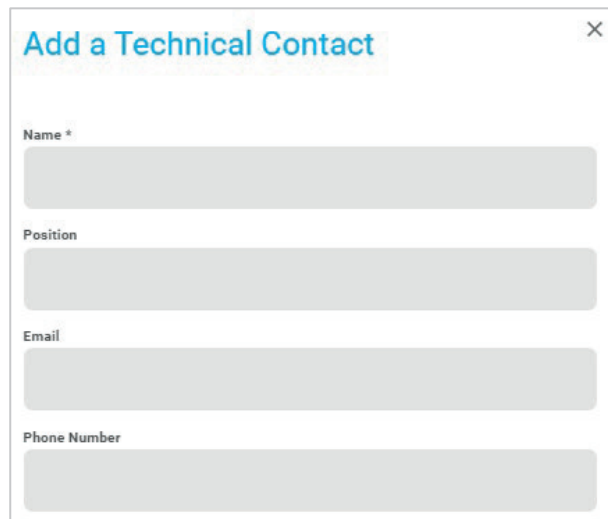 Add a Technical Contact
Name *
Position
Email
Phone Number